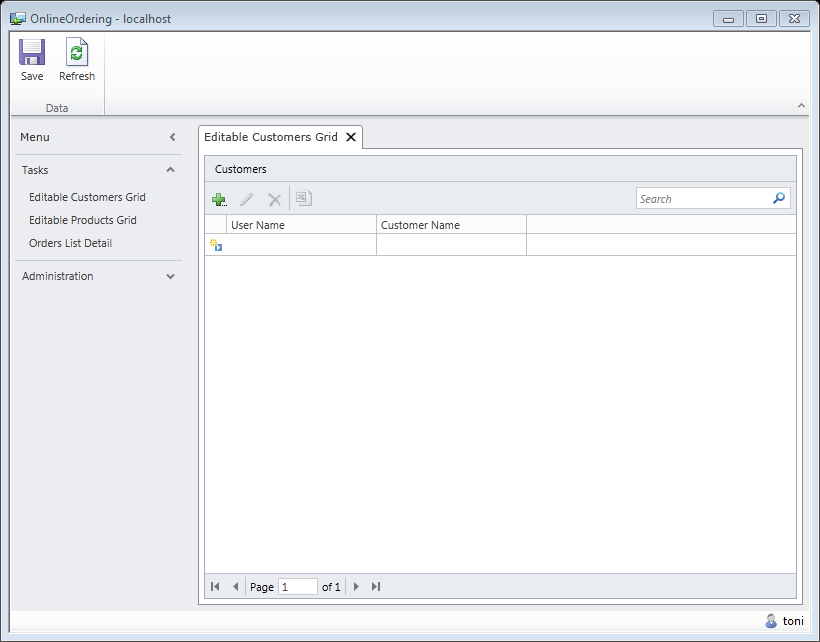 OnlineOrdering - localhost
Save
Refresh
Data
Menu
Tasks
Editable Customers Grid
Editable Products Grid
Orders List Detail
Administration
Editable Customers Grid
Customers
Search
User Name
Customer Name
Page 1 of 1
toni